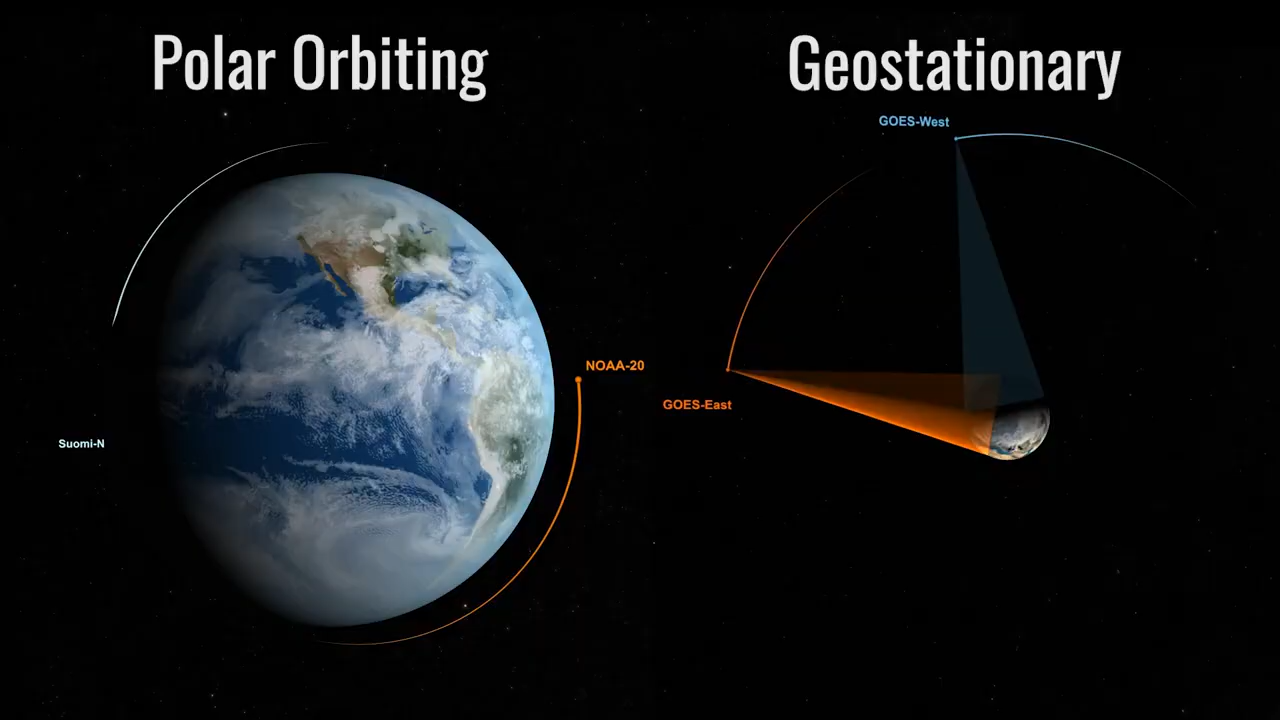 Polar Orbiting
Geostationary
GOES-West
NOAA-20
GOES-East
Suomi-N